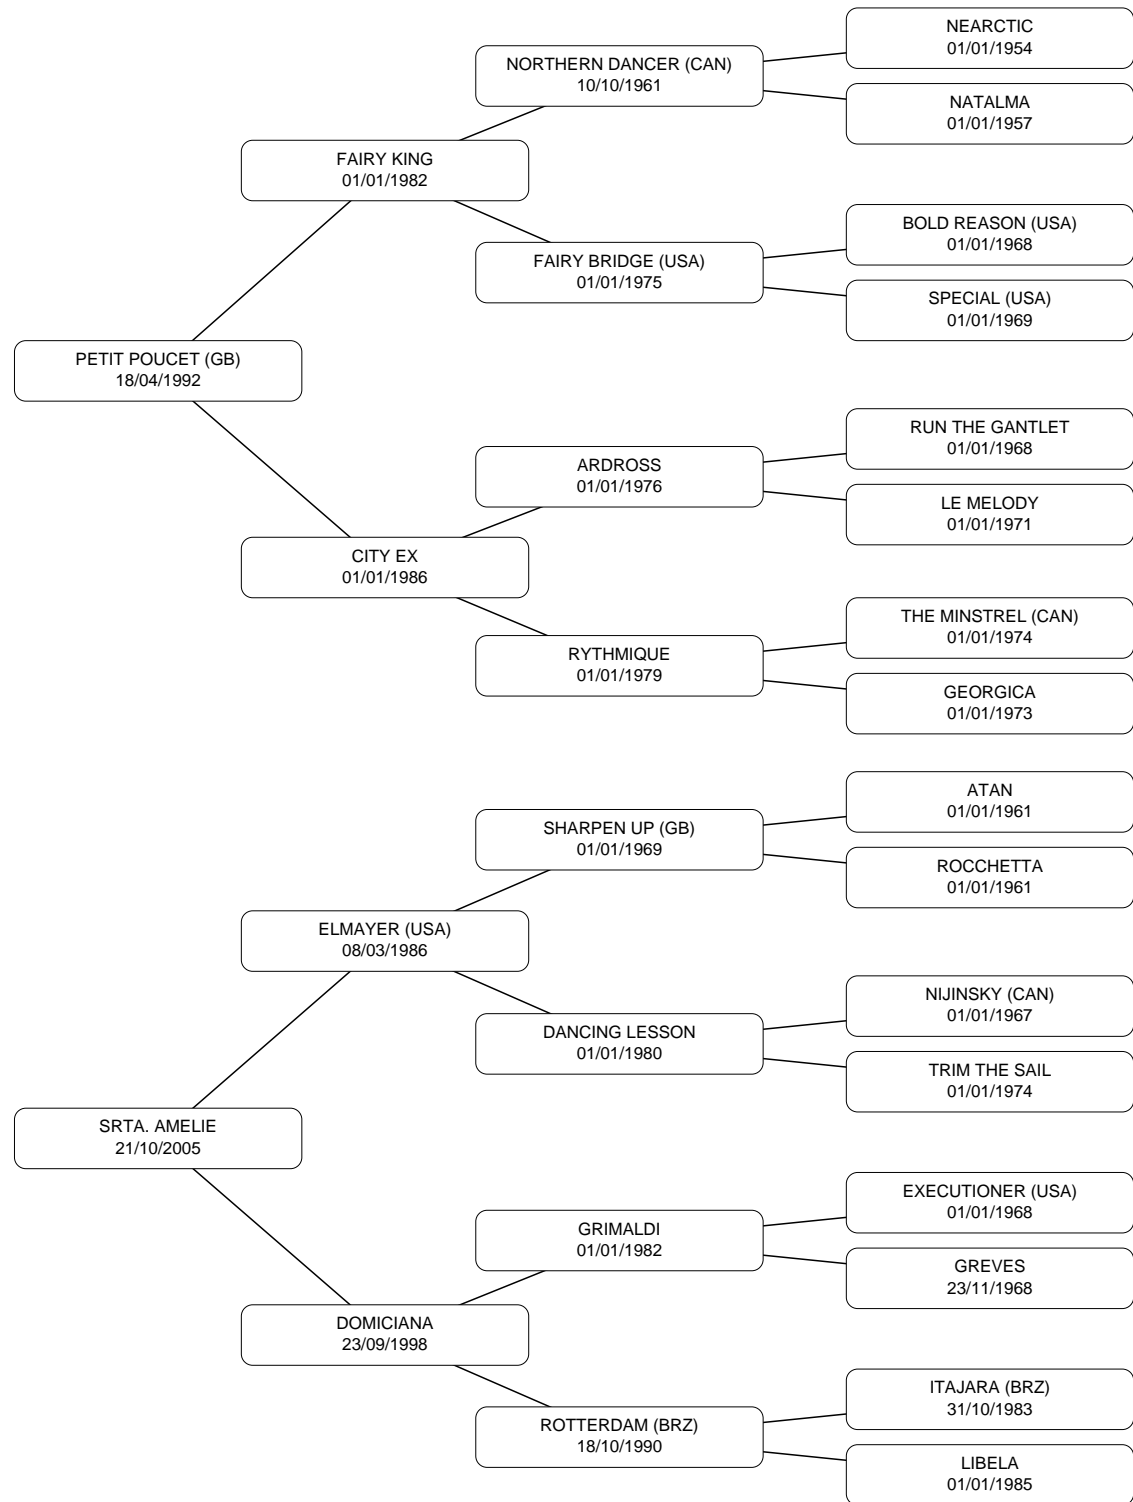 NEARCTIC
01/01/1954
NORTHERN DANCER (CAN)
10/10/1961
NATALMA
01/01/1957
FAIRY KING
01/01/1982
BOLD REASON (USA)
01/01/1968
FAIRY BRIDGE (USA)
01/01/1975
SPECIAL (USA)
01/01/1969
PETIT POUCET (GB)
18/04/1992
RUN THE GANTLET
01/01/1968
ARDROSS
01/01/1976
LE MELODY
01/01/1971
CITY EX
01/01/1986
THE MINSTREL (CAN)
01/01/1974
RYTHMIQUE
01/01/1979
GEORGICA
01/01/1973
ATAN
01/01/1961
SHARPEN UP (GB)
01/01/1969
ROCCHETTA
01/01/1961
ELMAYER (USA)
08/03/1986
NIJINSKY (CAN)
01/01/1967
DANCING LESSON
01/01/1980
TRIM THE SAIL
01/01/1974
SRTA. AMELIE
21/10/2005
EXECUTIONER (USA)
01/01/1968
GRIMALDI
01/01/1982
GREVES
23/11/1968
DOMICIANA
23/09/1998
ITAJARA (BRZ)
31/10/1983
ROTTERDAM (BRZ)
18/10/1990
LIBELA
01/01/1985